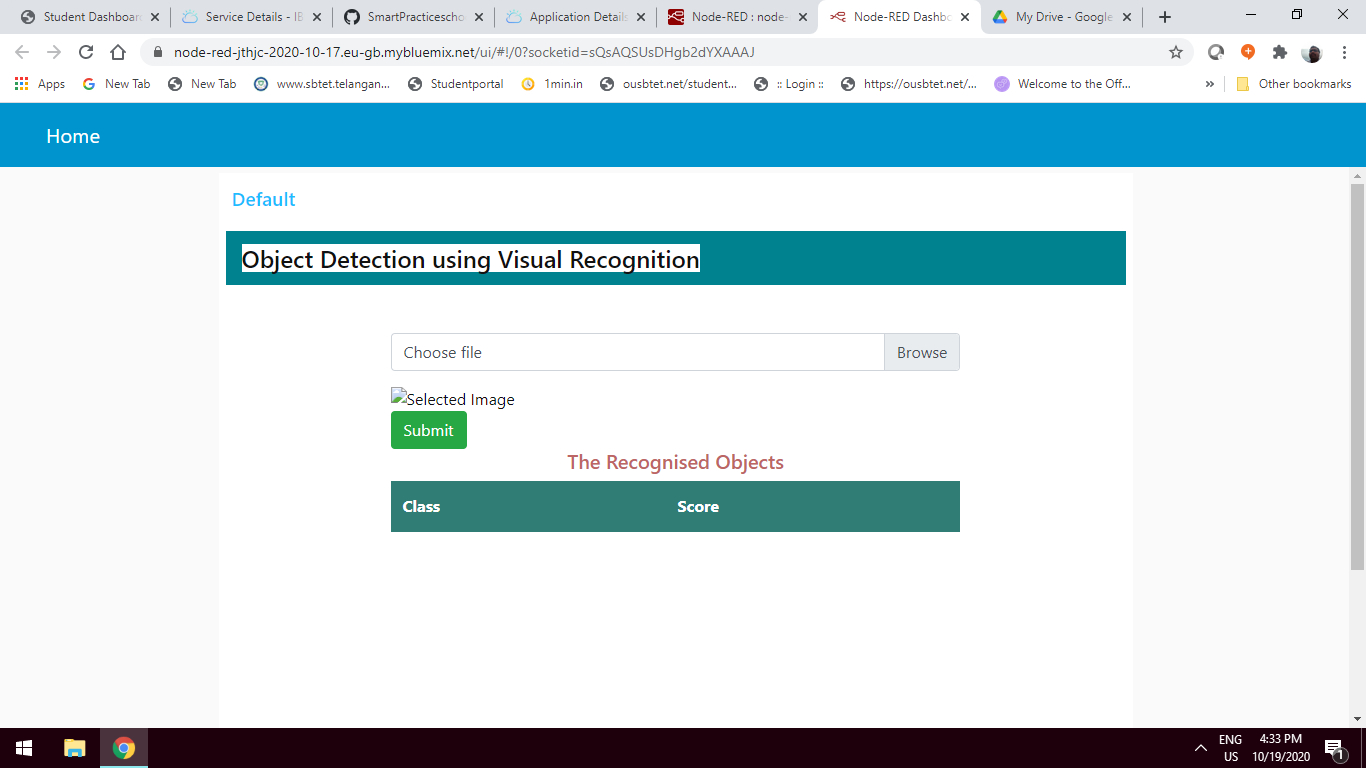 Student Dashboar
Service Details - IB
SmartPracticescho
Application Details
Node-RED : node-
Node-RED Dashbo
My Drive - Google
node-red-jthjc-2020-10-17.eu-gb.mybluemix.net/ui/#!/0?socketid=sQsAQSUsDHgb2dYXAAAJ
Apps
New Tab
New Tab
www.sbtet.telangan...
Studentportal
1min.in
ousbtet.net/student...
:: Login ::
https://ousbtet.net/...
Welcome to the Off...
»
Other bookmarks
Home
Default
Object Detection using Visual Recognition
Choose file
Browse
Selected Image
Submit
The Recognised Objects
Class Score
ENG
US
4:33 PM
10/19/2020
1